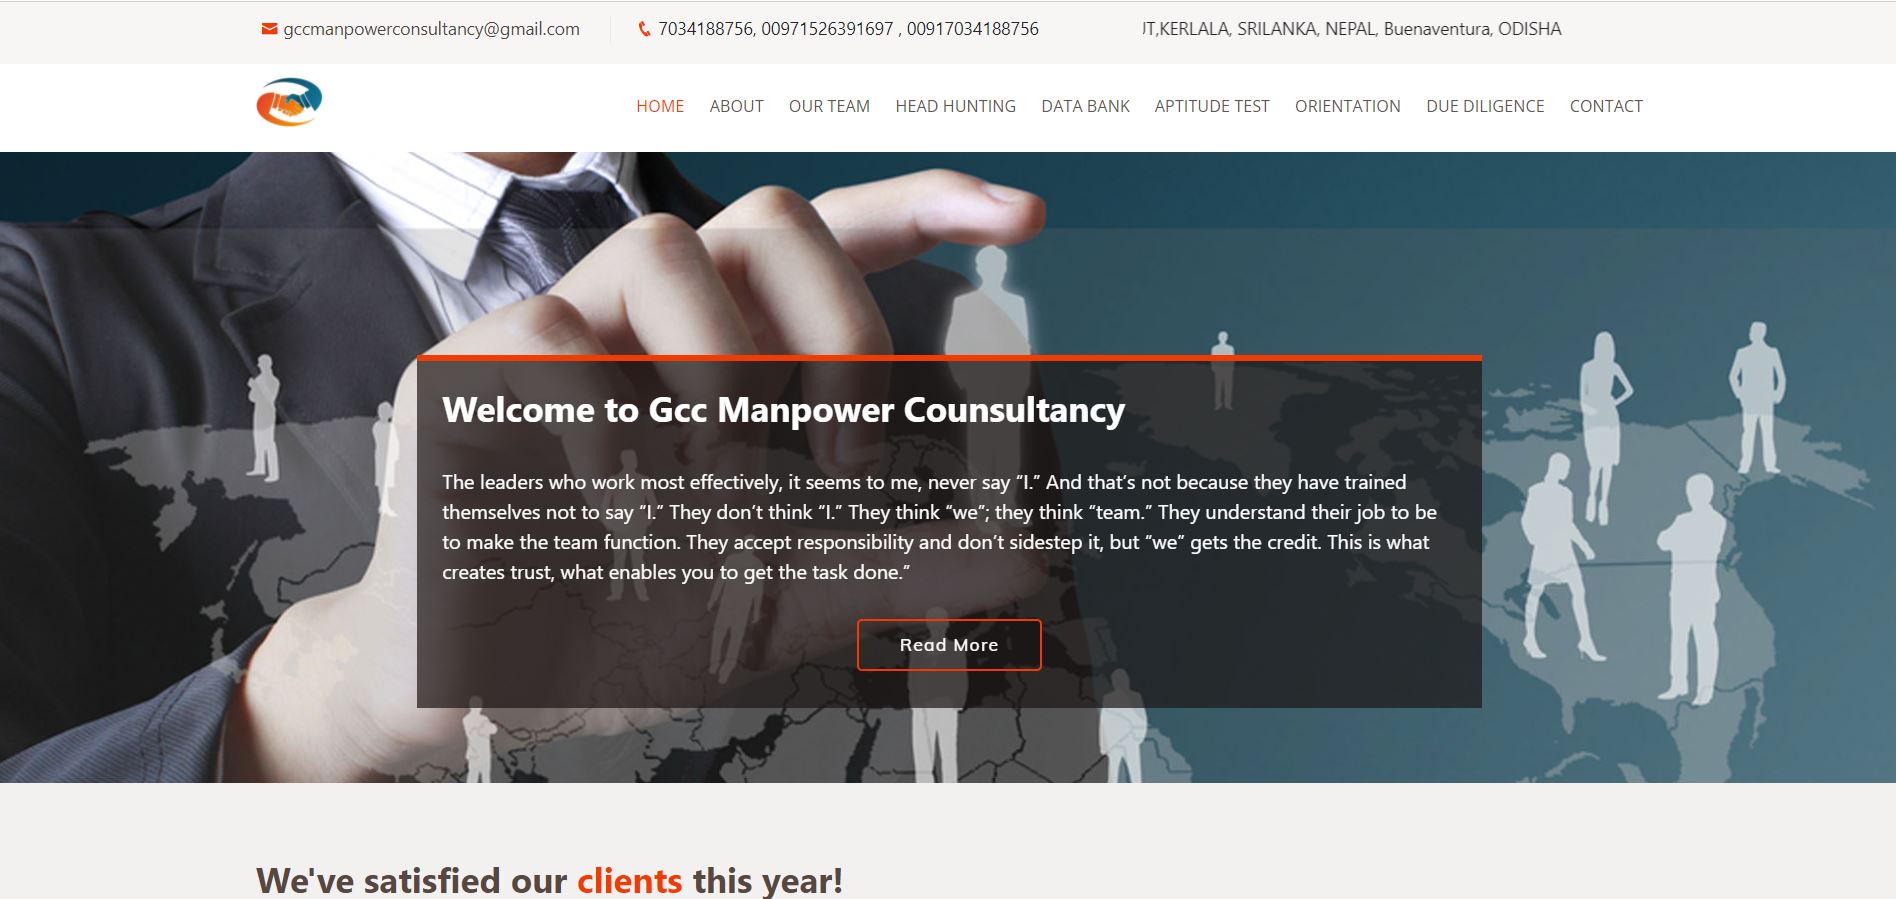 gccmanpowerconsultancy@gmail.com
7034188756, 00971526391697 , 00917034188756
KERLALA, SRILANKA, NEPAL, Buenaventura, ODISHA
HOME ABOUT OUR TEAM HEAD HUNTING DATA BANK APTITUDE TEST ORIENTATION DUE DILIGENCE CONTACT
Welcome to Gcc Manpower Counsultancy
The leaders who work most effectively, it seems to me, never say “I.” And that’s not because they have trained
themselves not to say “I.” They don’t think “I.” They think “we”; they think “team.” They understand their job to be
to make the team function. They accept responsibility and don’t sidestep it, but “we” gets the credit. This is what
creates trust, what enables you to get the task done.”
Read More
We've satisfied our clients this year!